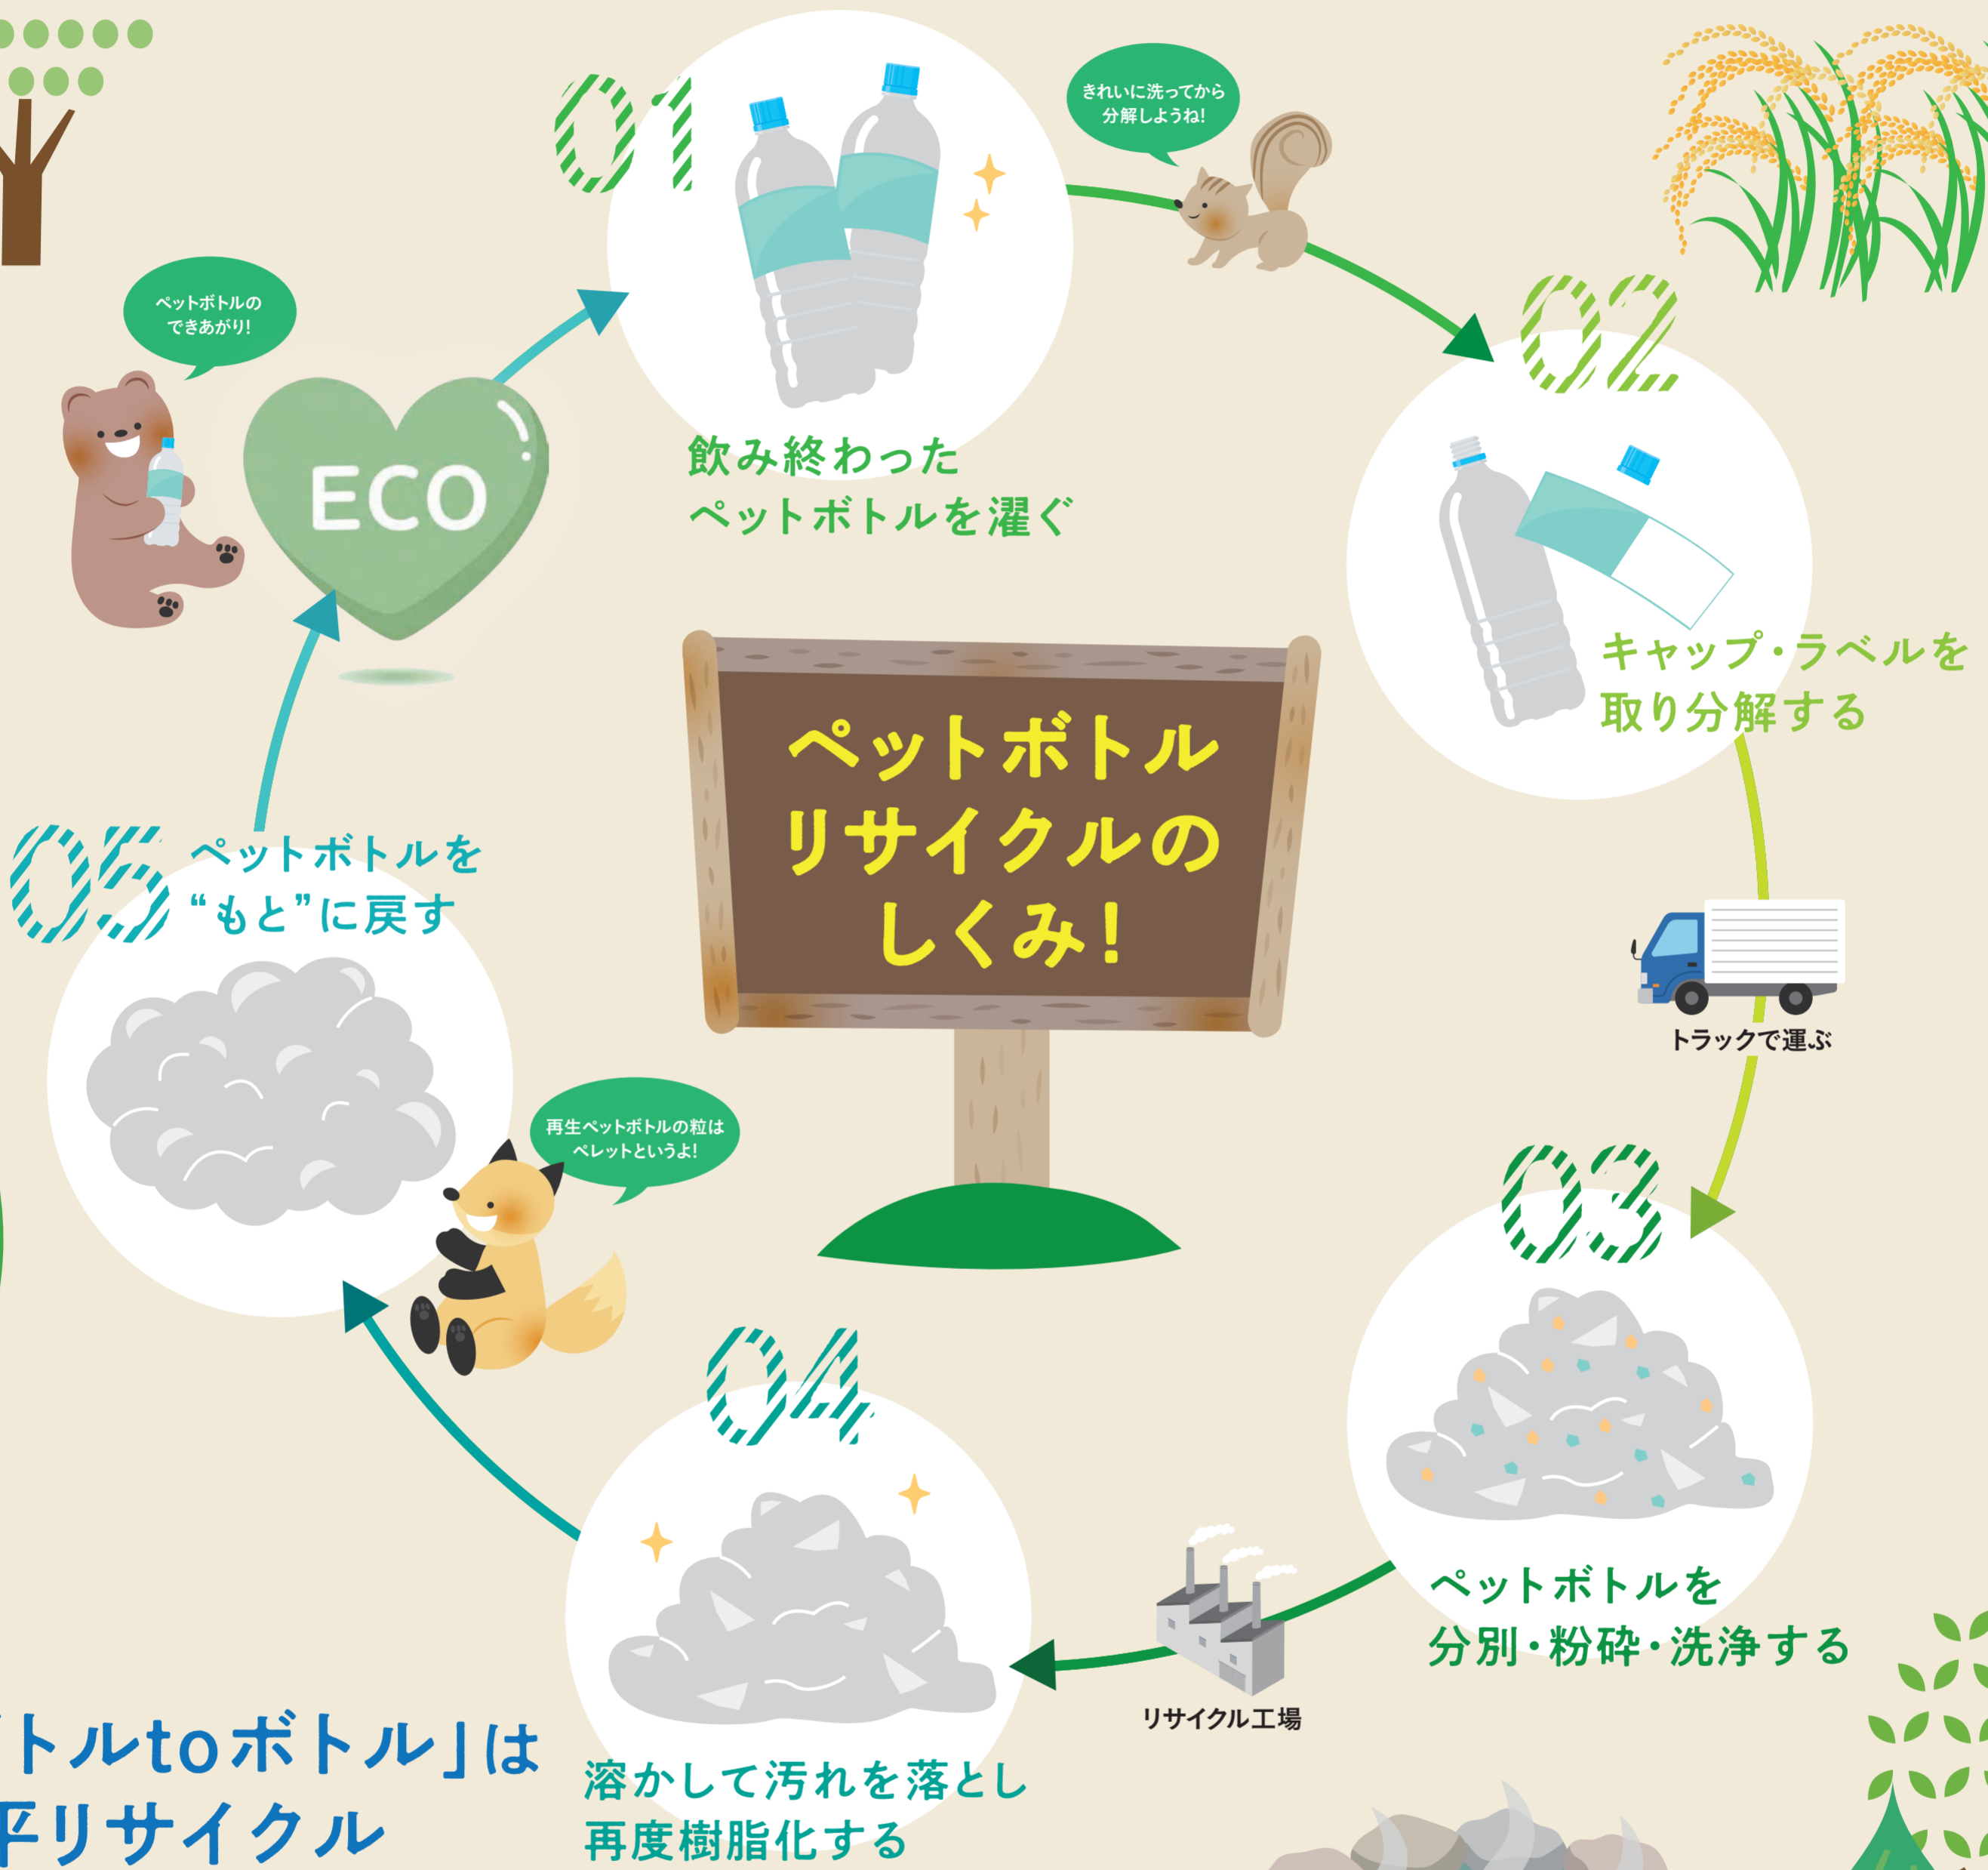 ペットボトル
リサイクルの
しくみ!
01
飲み終わった
ペットボトルを濯ぐ
きれいに洗ってから
分解しようね!
02
キャップ・ラベルを
取り分解する
トラックで運ぶ
03
ペットボトルを
分別・粉砕・洗浄する
リサイクル工場
04
溶かして汚れを落とし
再度樹脂化する
再生ペットボトルの粒は
ペレットというよ!
05
ペットボトルを
“もと”に戻す
ペットボトルの
できあがり!
ECO
トルtoボトル」は
平リサイクル